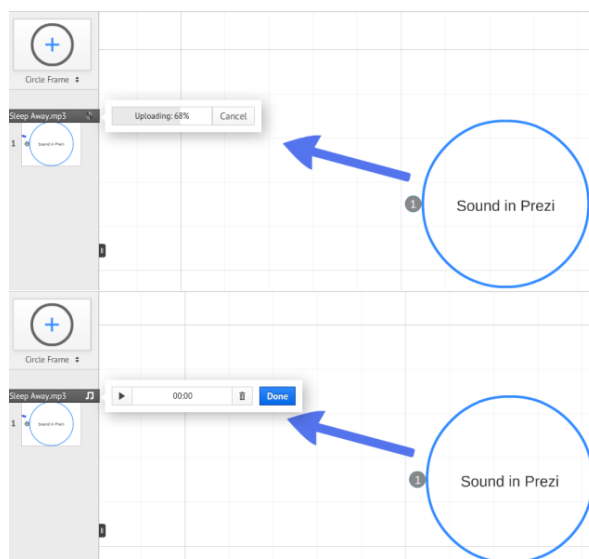 Circle Frame
Sleep Away.mp3
Uploading: 68%
Cancel
1
Sound in Prezi
1
Sound in Prezi
Circle Frame
Sleep Away.mp3
00:00
Done
1
Sound in Prezi
1
Sound in Prezi